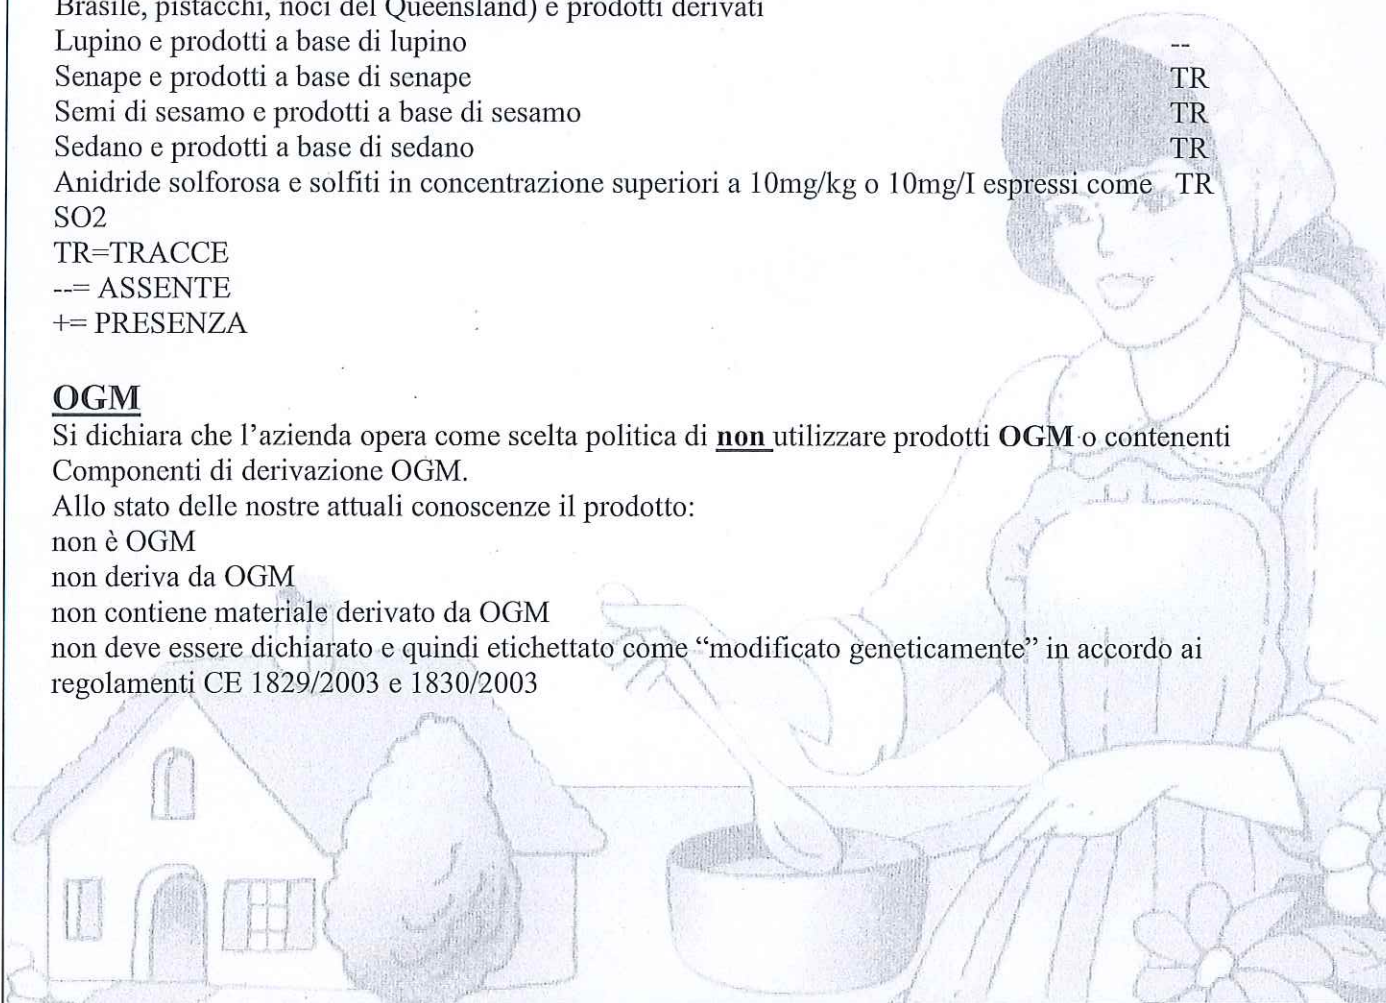 Brasile, pistacchi, noci del Queensland) e prodotti derivati
Lupino e prodotti a base di lupino --
Senape e prodotti a base di senape TR
Semi di sesamo e prodotti a base di sesamo TR
Sedano e prodotti a base di sedano TR
Anidride solforosa e solfiti in concentrazione superiori a 10mg/kg o 10mg/I espressi come TR
SO2
TR=TRACCE
--= ASSENTE
+= PRESENZA
OGM
Si dichiara che l’azienda opera come scelta politica di non utilizzare prodotti OGM o contenenti
Componenti di derivazione OGM.
Allo stato delle nostre attuali conoscenze il prodotto:
non è OGM
non deriva da OGM
non contiene materiale derivato da OGM
non deve essere dichiarato e quindi etichettato come “modificato geneticamente” in accordo ai
regolamenti CE 1829/2003 e 1830/2003